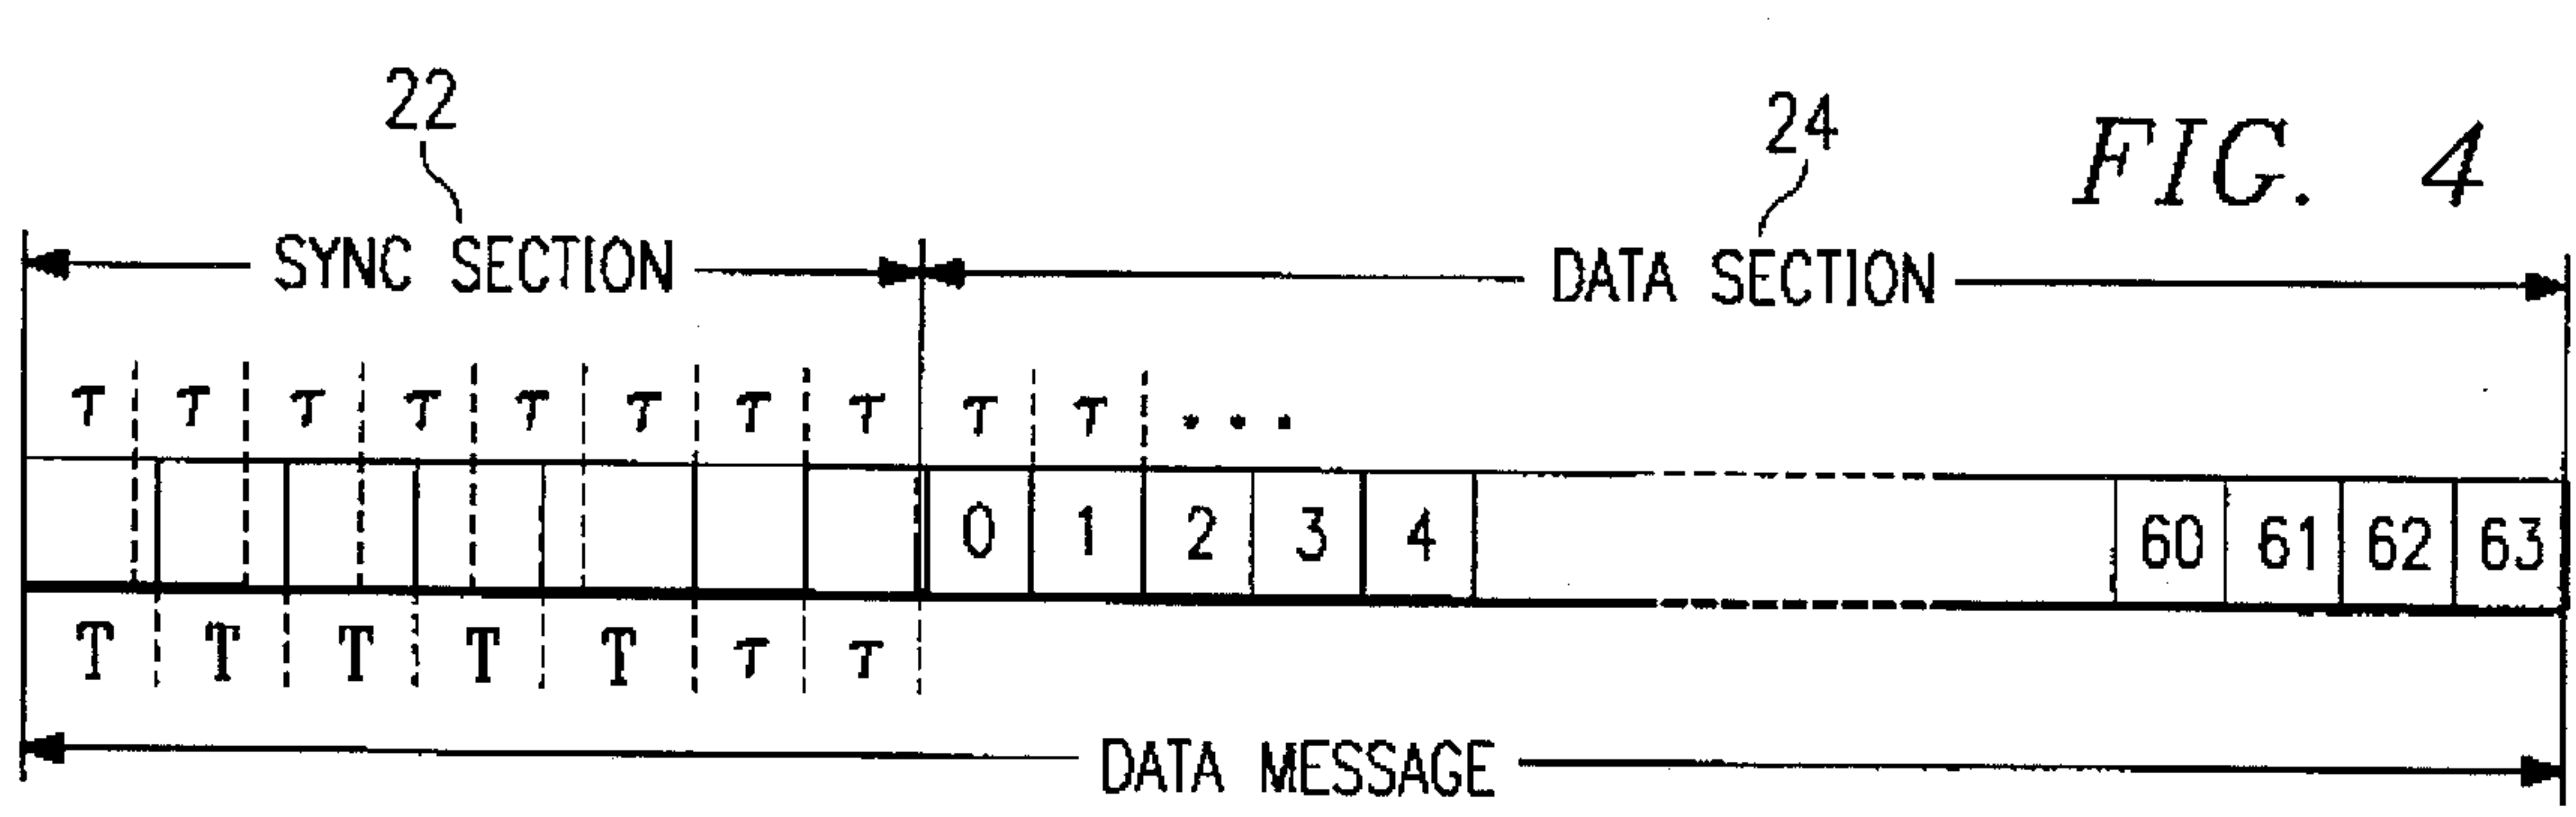 22
24
FIG. 4
SYNC SECTION
DATA SECTION
τ τ τ τ τ τ τ τ τ τ ...
0 1 2 3 4 60 61 62 63
T T T T T τ τ
DATA MESSAGE